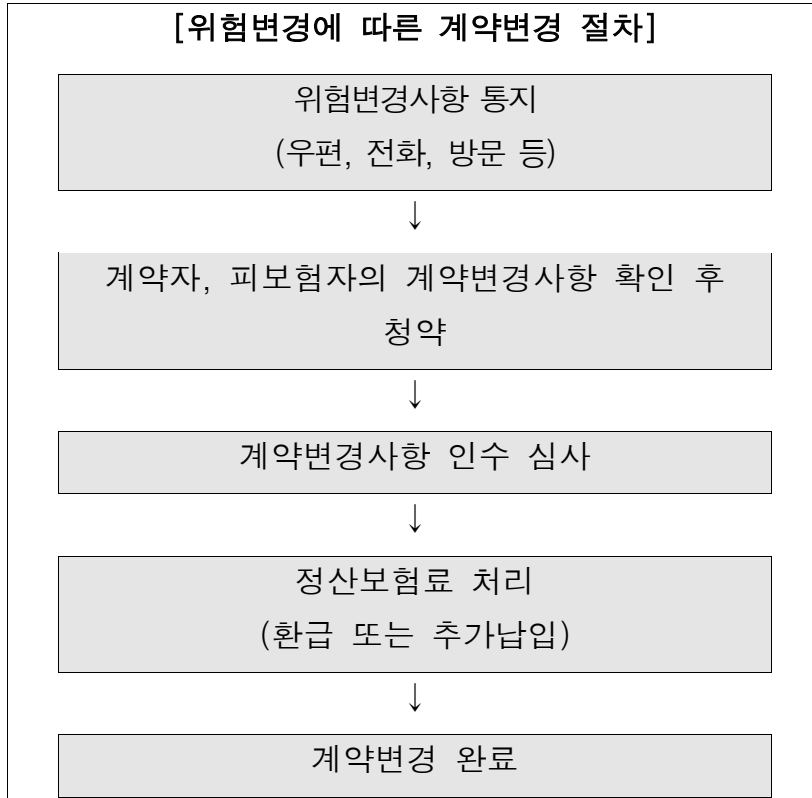 [위험변경에 따른 계약변경 절차]
위험변경사항 통지
(우편, 전화, 방문 등)
↓
계약자, 피보험자의 계약변경사항 확인 후
청약
↓
계약변경사항 인수 심사
↓
정산보험료 처리
(환급 또는 추가납입)
↓
계약변경 완료